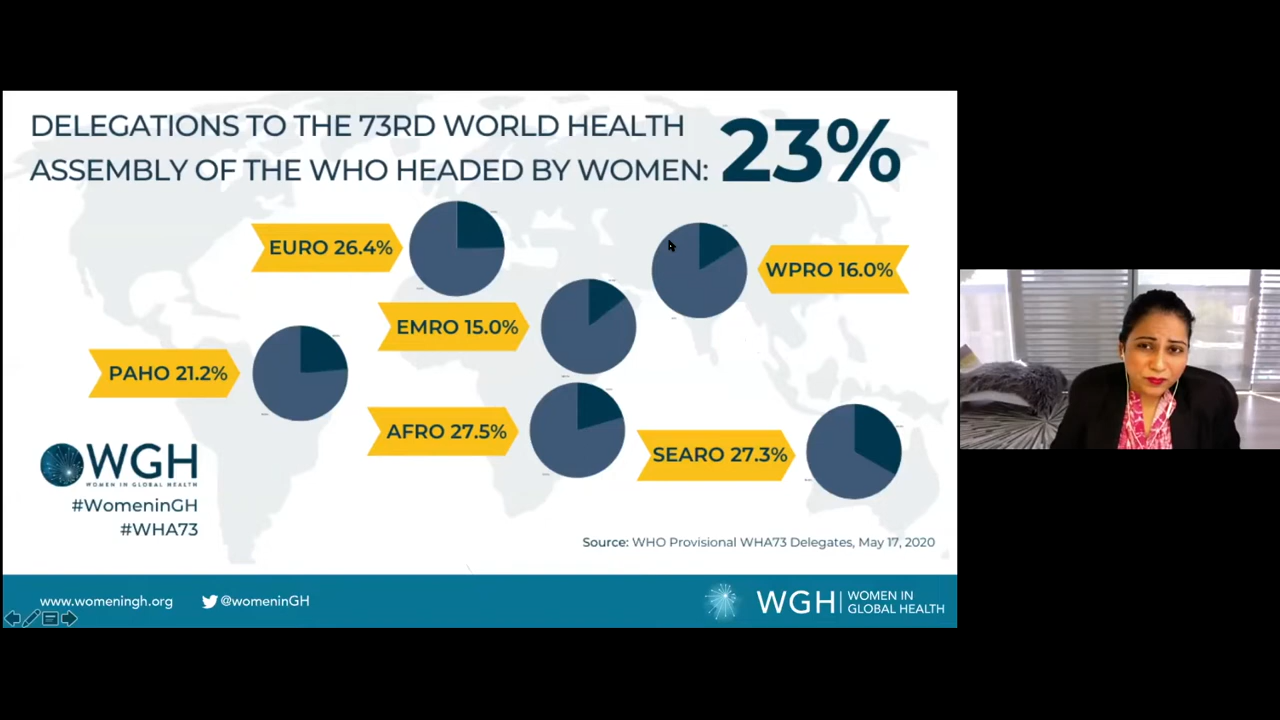 DELEGATIONS TO THE 73RD WORLD HEALTH
ASSEMBLY OF THE WHO HEADED BY WOMEN: 23%
EURO 26.4%
WPRO 16.0%
EMRO 15.0%
PAHO 21.2%
AFRO 27.5%
SEARO 27.3%
WGH
WOMEN IN GLOBAL HEALTH
#WomeninGH
#WHA73
Source: WHO Provisional WHA73 Delegates, May 17, 2020
www.womeningh.org
@womeninGH
WGH
WOMEN IN
GLOBAL HEALTH